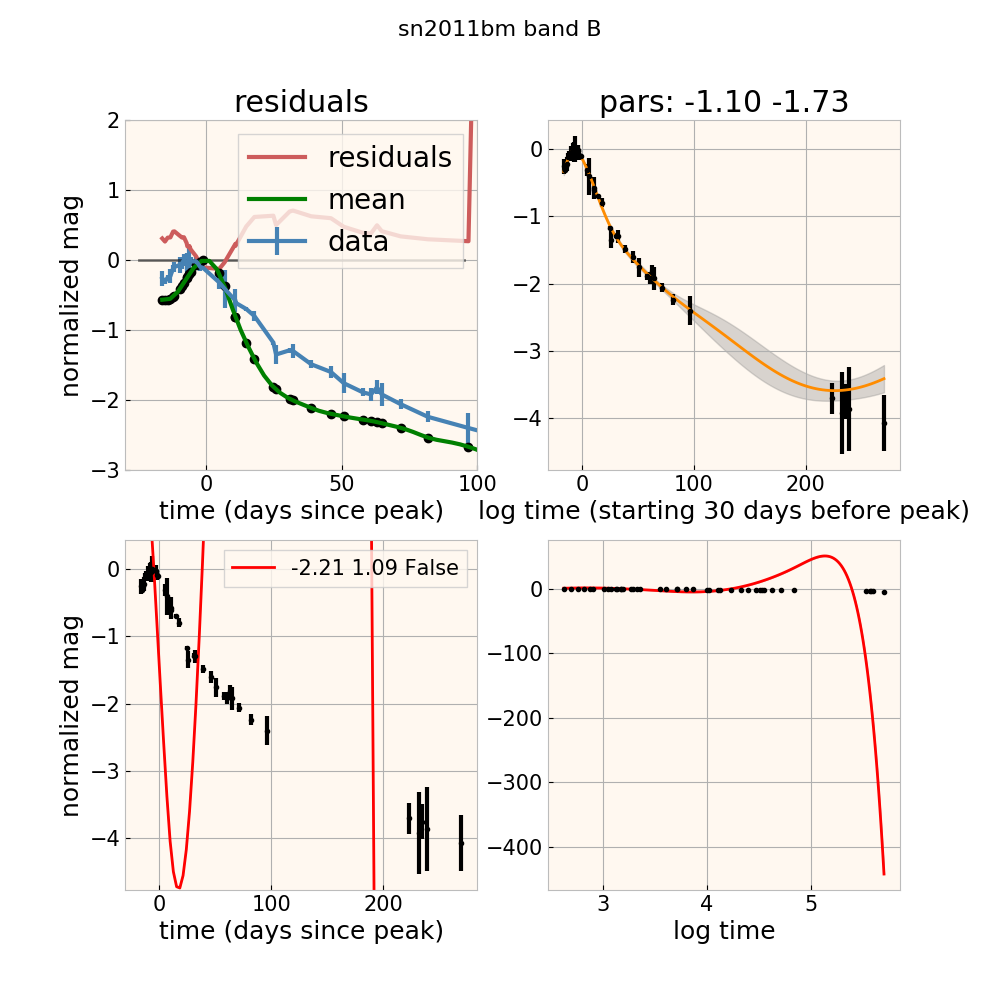 sn2011bm band B
residuals
pars: -1.10 -1.73
normalized mag
2
1
0
−1
−2
−3
residuals
mean
data
0
50
100
time (days since peak)
0
−1
−2
−3
−4
0
100
200
log time (starting 30 days before peak)
normalized mag
0
−1
−2
−3
−4
-2.21 1.09 False
0
100
200
time (days since peak)
0
−100
−200
−300
−400
3
4
5
log time